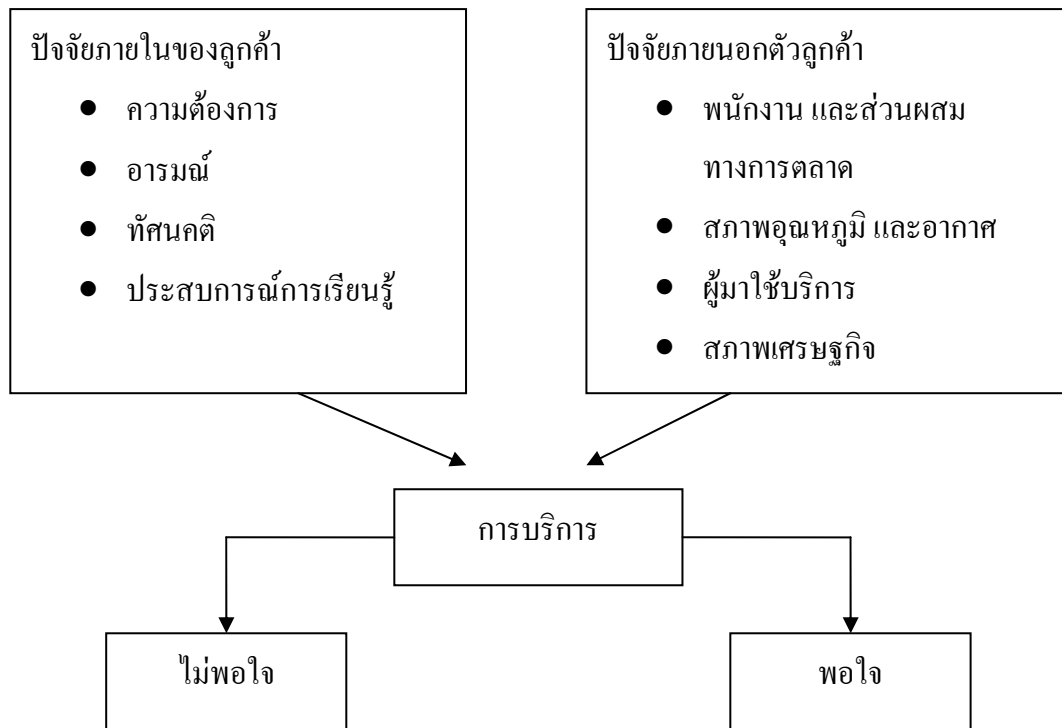 ปัจจัยภายในของลูกค้า
● ความต้องการ
● อารมณ์
● ทัศนคติ
● ประสบการณ์การเรียนรู้
ปัจจัยภายนอกตัวลูกค้า
● พนักงาน และส่วนผสม
ทางการตลาด
● สภาพอุณหภูมิ และอากาศ
● ผู้มาใช้บริการ
● สภาพเศรษฐกิจ
การบริการ
ไม่พอใจ
พอใจ